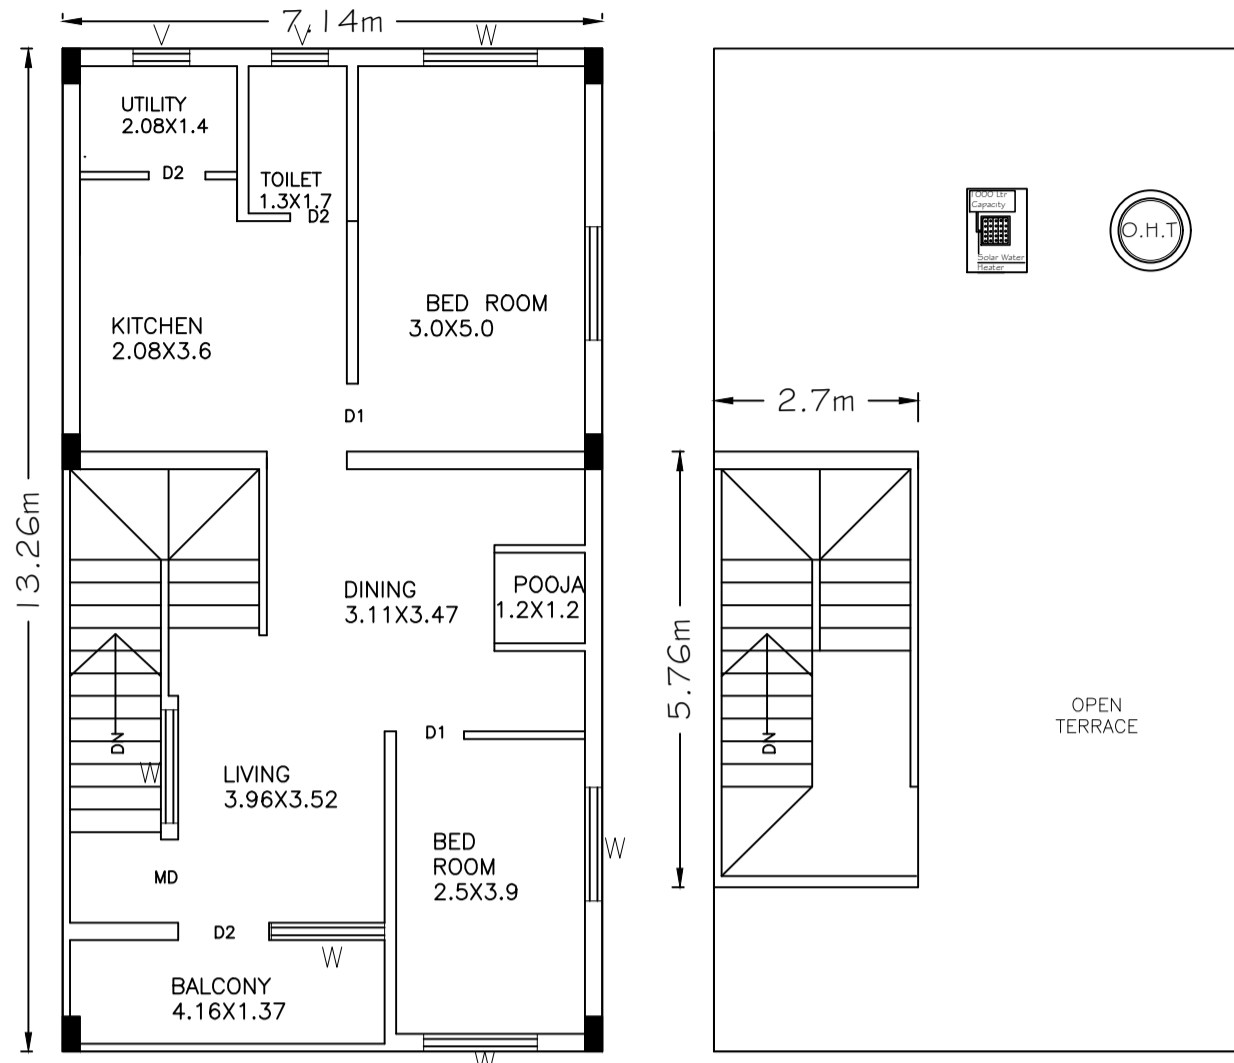 7.14m
V
V
W
UTILITY
2.08X1.4
D2
TOILET
1.3X1.7
D2
BED ROOM
3.0X5.0
KITCHEN
2.08X3.6
D1
13.26m
DINING
3.11X3.47
POOJA
1.2X1.2
D1
DN
W
LIVING
3.96X3.52
BED
ROOM
2.5X3.9
W
MD
D2
W
BALCONY
4.16X1.37
W
1000 Ltr
Capacity
Solar Water
Heater
O.H.T
2.7m
5.76m
DN
OPEN
TERRACE